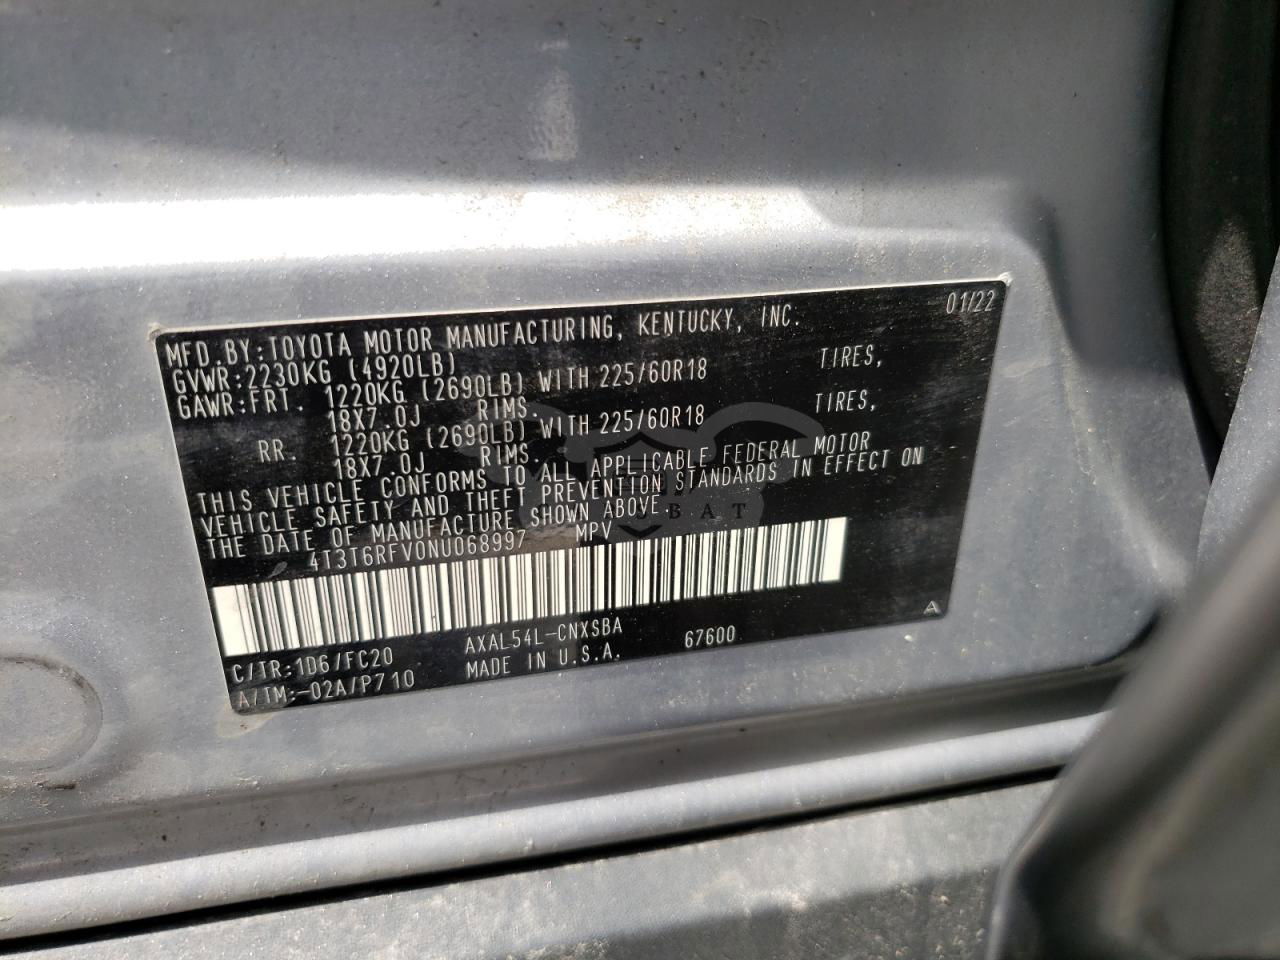 01/22
MFD.BY:TOYOTA MOTOR MANUFACTURING, KENTUCKY, INC.
GVWR:2230KG (4920LB)
GAWR:FRT. 1220KG (2690LB) WITH 225/60R18 TIRES,
18X7.0J RIMS.
RR. 1220KG (2690LB) WITH 225/60R18 TIRES,
18X7.0J RIMS.
THIS VEHICLE CONFORMS TO ALL APPLICABLE FEDERAL MOTOR
VEHICLE SAFETY AND THEFT PREVENTION STANDARDS IN EFFECT ON
THE DATE OF MANUFACTURE SHOWN ABOVE.
4T3T6RFV0NU068997 MPV
C/TR:1D6/FC20 AXAL54L-CNXSBA 67600 A
A/TM:-02A/P710 MADE IN U.S.A.